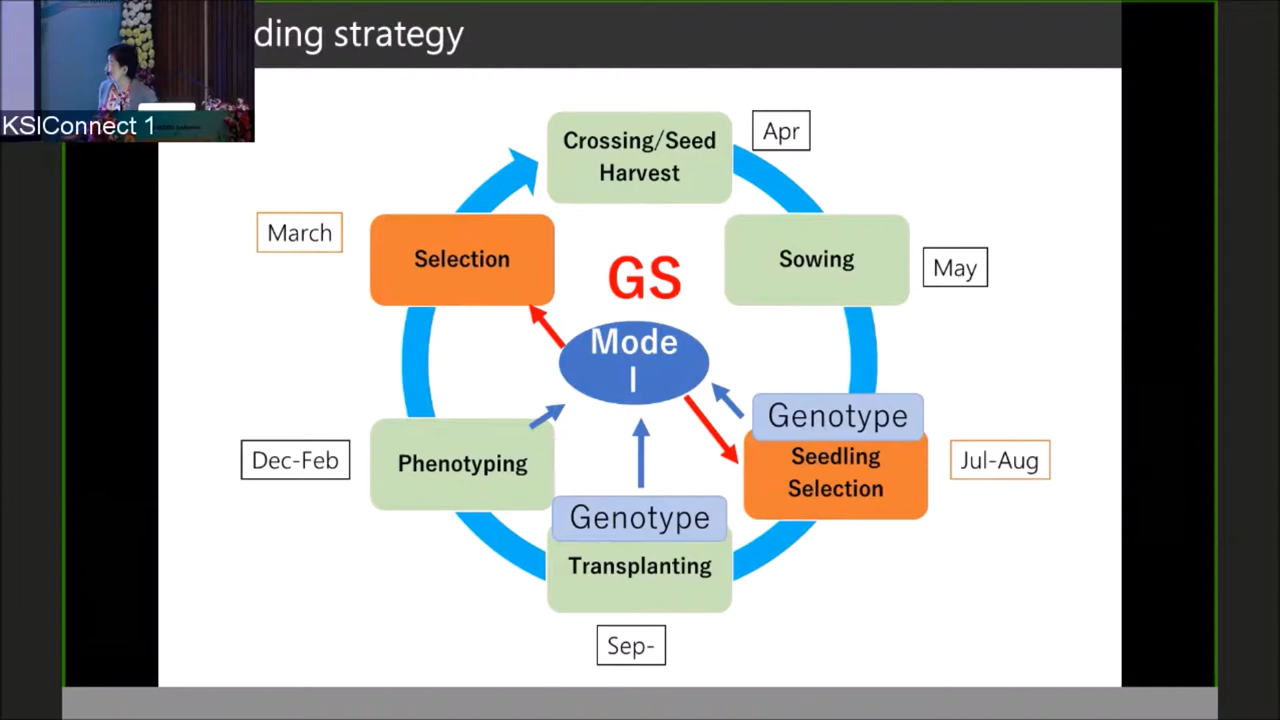 ding strategy
KSIConnect 1
Crossing/Seed
Harvest
Apr
March
Selection
GS
Sowing
May
Mode
l
Genotype
Dec-Feb
Phenotyping
Seedling
Selection
Jul-Aug
Genotype
Transplanting
Sep-